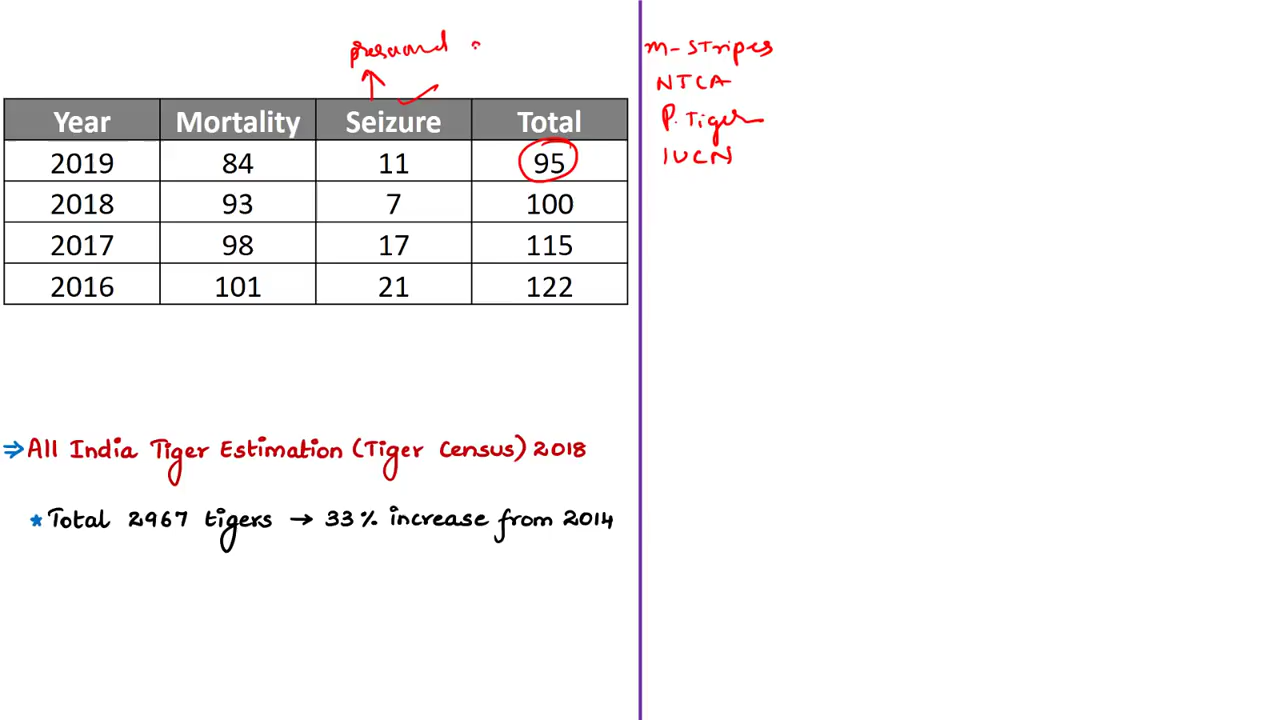 Year Mortality Seizure Total
2019 84 11 95
2018 93 7 100
2017 98 17 115
2016 101 21 122
⇒ All India Tiger Estimation (Tiger Census) 2018
* Total 2967 tigers → 33% increase from 2014
m-stripes
NTCA
P. Tiger
IUCN